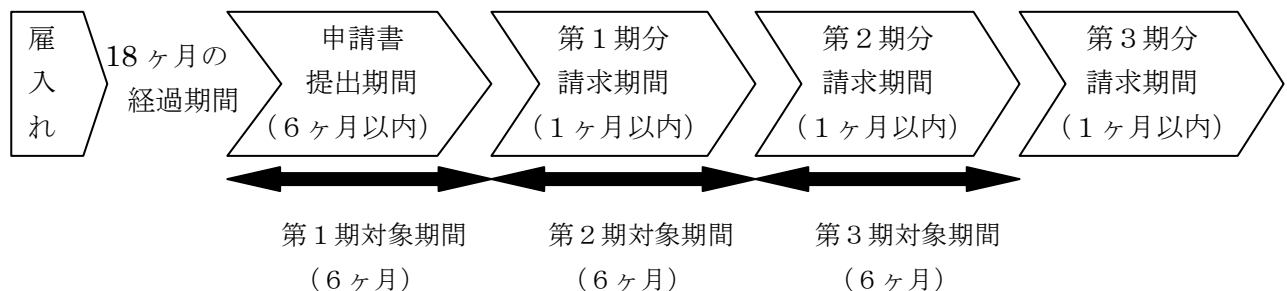 雇入れ
18ヶ月の
経過期間
申請書
提出期間
(6ヶ月以内)
第1期分
請求期間
(1ヶ月以内)
第2期分
請求期間
(1ヶ月以内)
第3期分
請求期間
(1ヶ月以内)
第1期対象期間
(6ヶ月)
第2期対象期間
(6ヶ月)
第3期対象期間
(6ヶ月)